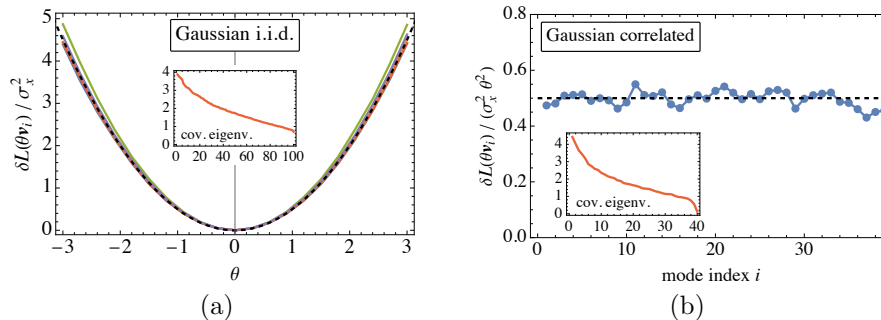 Gaussian i.i.d.
δL(θv_i) / σ_x^2
5
4
3
2
1
0
4
3
2
1
0
cov. eigenv.
0 20 40 60 80 100
−3 −2 −1 0 1 2 3
θ
(a)
Gaussian correlated
δL(θv_i) / (σ_x^2 θ^2)
0.8
0.6
0.4
0.2
0.0
4
3
2
1
0
cov. eigenv.
0 10 20 30 40
0 10 20 30
mode index i
(b)